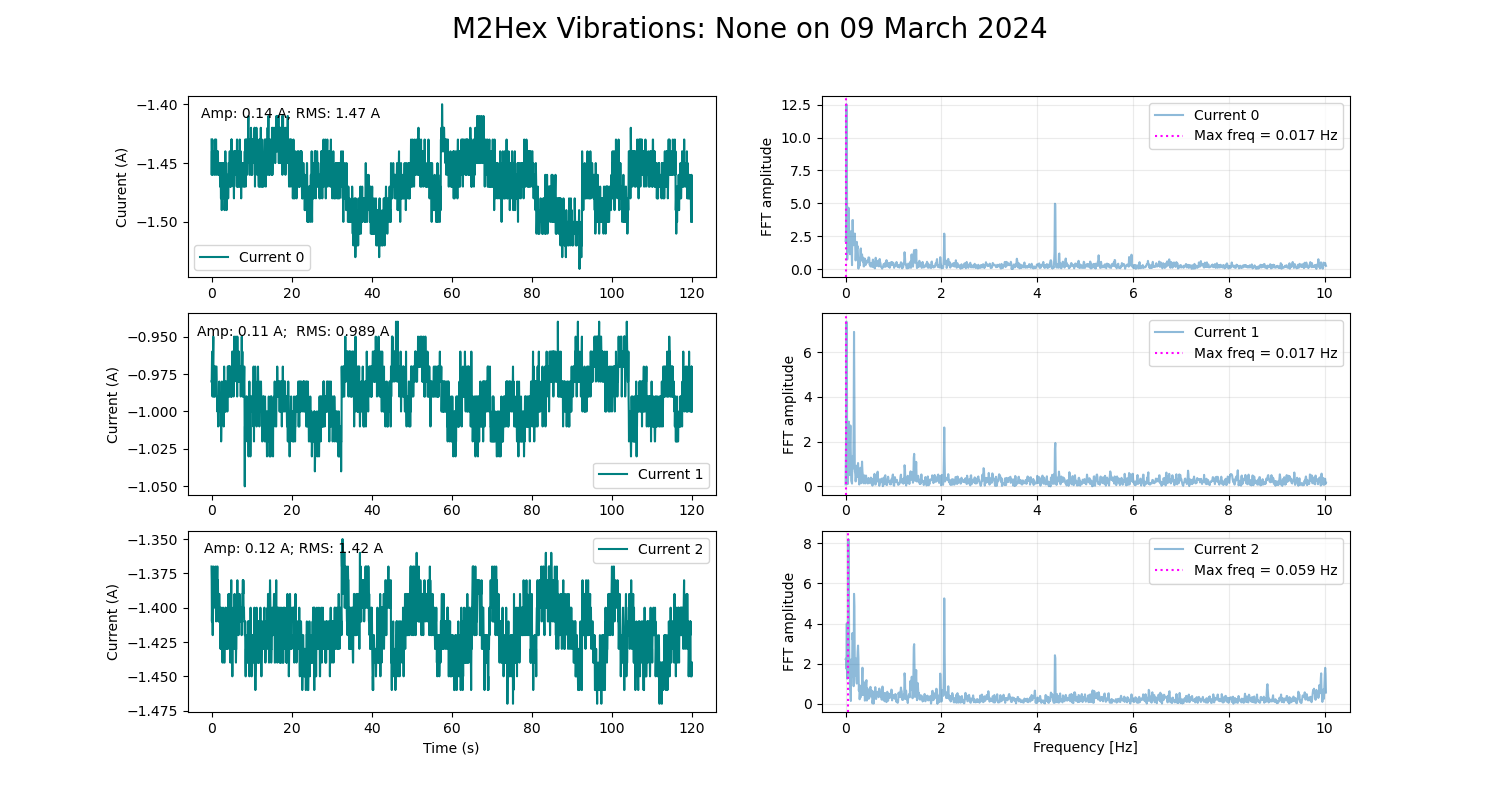 M2Hex Vibrations: None on 09 March 2024
Cuurent (A)
−1.40
−1.45
−1.50
Amp: 0.14 A; RMS: 1.47 A
Current 0
0 20 40 60 80 100 120
FFT amplitude
12.5
10.0
7.5
5.0
2.5
0.0
Current 0
Max freq = 0.017 Hz
0 2 4 6 8 10
Current (A)
−0.950
−0.975
−1.000
−1.025
−1.050
Amp: 0.11 A;  RMS: 0.989 A
Current 1
0 20 40 60 80 100 120
FFT amplitude
6
4
2
0
Current 1
Max freq = 0.017 Hz
0 2 4 6 8 10
Current (A)
−1.350
−1.375
−1.400
−1.425
−1.450
−1.475
Amp: 0.12 A; RMS: 1.42 A
Current 2
0 20 40 60 80 100 120
Time (s)
FFT amplitude
8
6
4
2
0
Current 2
Max freq = 0.059 Hz
0 2 4 6 8 10
Frequency [Hz]